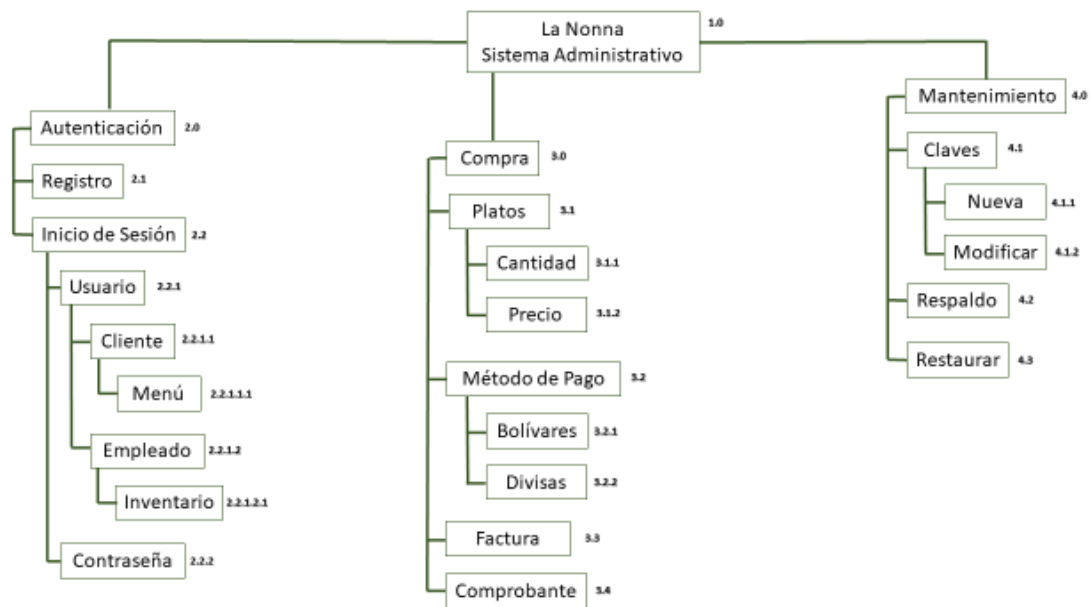 La Nonna 1.0
Sistema Administrativo
Autenticación 2.0
Registro 2.1
Inicio de Sesión 2.2
Usuario 2.2.1
Cliente 2.2.1.1
Menú 2.2.1.1.1
Empleado 2.2.1.2
Inventario 2.2.1.2.1
Contraseña 2.2.2
Compra 3.0
Platos 3.1
Cantidad 3.1.1
Precio 3.1.2
Método de Pago 3.2
Bolívares 3.2.1
Divisas 3.2.2
Factura 3.3
Comprobante 3.4
Mantenimiento 4.0
Claves 4.1
Nueva 4.1.1
Modificar 4.1.2
Respaldo 4.2
Restaurar 4.3